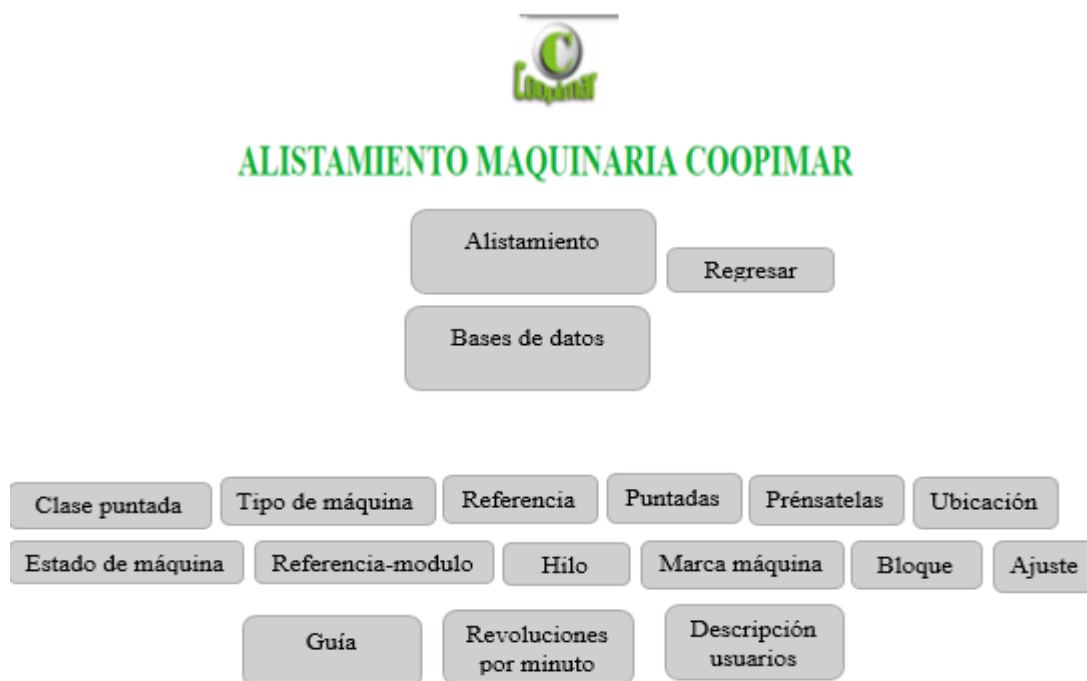 C
Coopimar
ALISTAMIENTO MAQUINARIA COOPIMAR
Alistamiento
Regresar
Bases de datos
Clase puntada
Tipo de máquina
Referencia
Puntadas
Prénsatelas
Ubicación
Estado de máquina
Referencia-modulo
Hilo
Marca máquina
Bloque
Ajuste
Guía
Revoluciones
por minuto
Descripción
usuarios